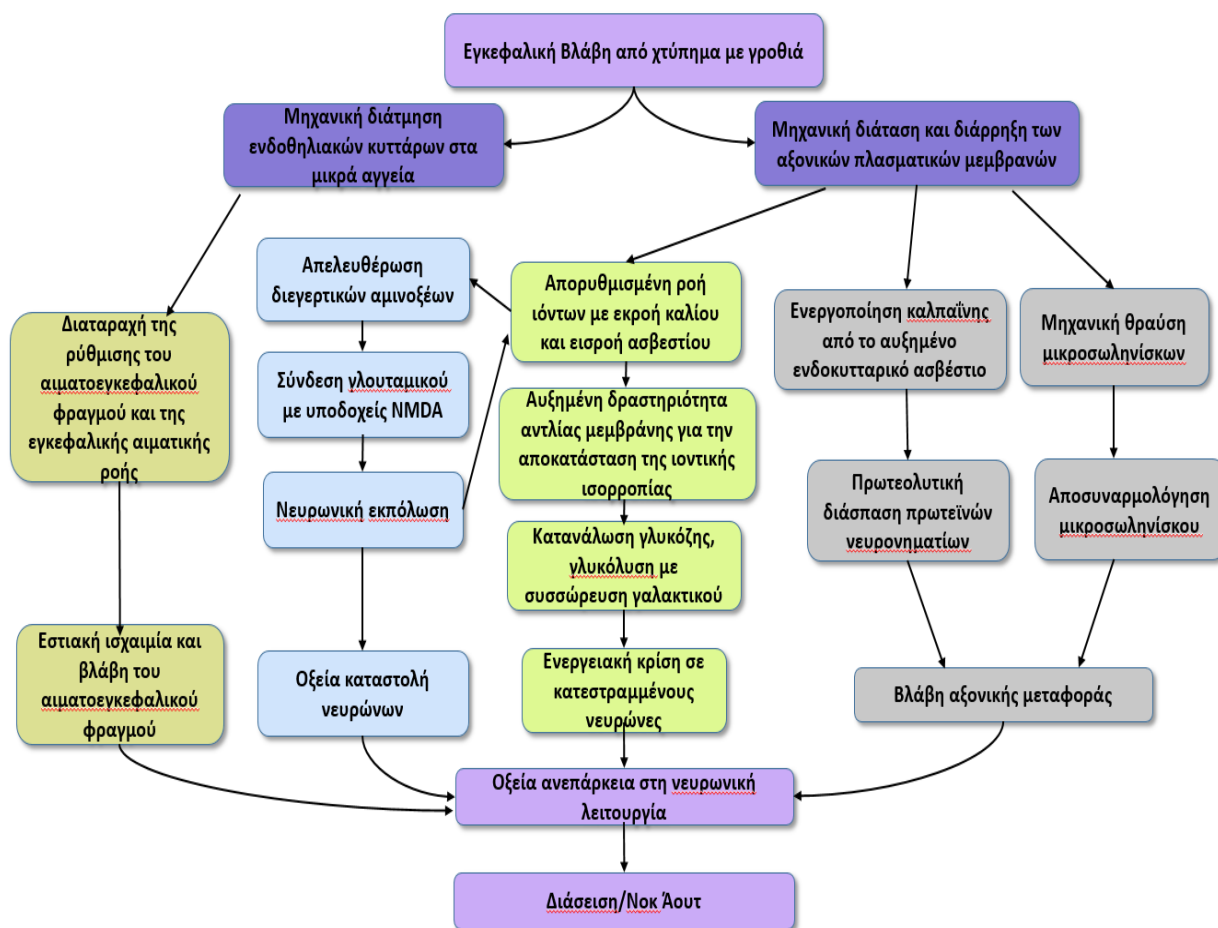 Εγκεφαλική Βλάβη από χτύπημα με γροθιά
Μηχανική διάτμηση
ενδοθηλιακών κυττάρων στα
μικρά αγγεία
Μηχανική διάταση και διάρρηξη των
αξονικών πλασματικών μεμβρανών
Απελευθέρωση
διεγερτικών αμινοξέων
Απορυθμισμένη ροή
ιόντων με εκροή καλίου
και εισροή ασβεστίου
Ενεργοποίηση καλπαΐνης
από το αυξημένο
ενδοκυτταρικό ασβέστιο
Μηχανική θραύση
μικροσωληνίσκων
Διαταραχή της
ρύθμισης του
αιματοεγκεφαλικού
φραγμού και της
εγκεφαλικής αιματικής
ροής
Σύνδεση γλουταμικού
με υποδοχείς NMDA
Αυξημένη δραστηριότητα
αντλίας μεμβράνης για την
αποκατάσταση της ιοντικής
ισορροπίας
Νευρωνική εκπόλωση
Πρωτεολυτική
διάσπαση πρωτεϊνών
νευρονηματίων
Αποσυναρμολόγηση
μικροσωληνίσκου
Κατανάλωση γλυκόζης,
γλυκόλυση με
συσσώρευση γαλακτικού
Εστιακή ισχαιμία και
βλάβη του
αιματοεγκεφαλικού
φραγμού
Οξεία καταστολή
νευρώνων
Ενεργειακή κρίση σε
κατεστραμμένους
νευρώνες
Βλάβη αξονικής μεταφοράς
Οξεία ανεπάρκεια στη νευρωνική
λειτουργία
Διάσειση/Νοκ Άουτ